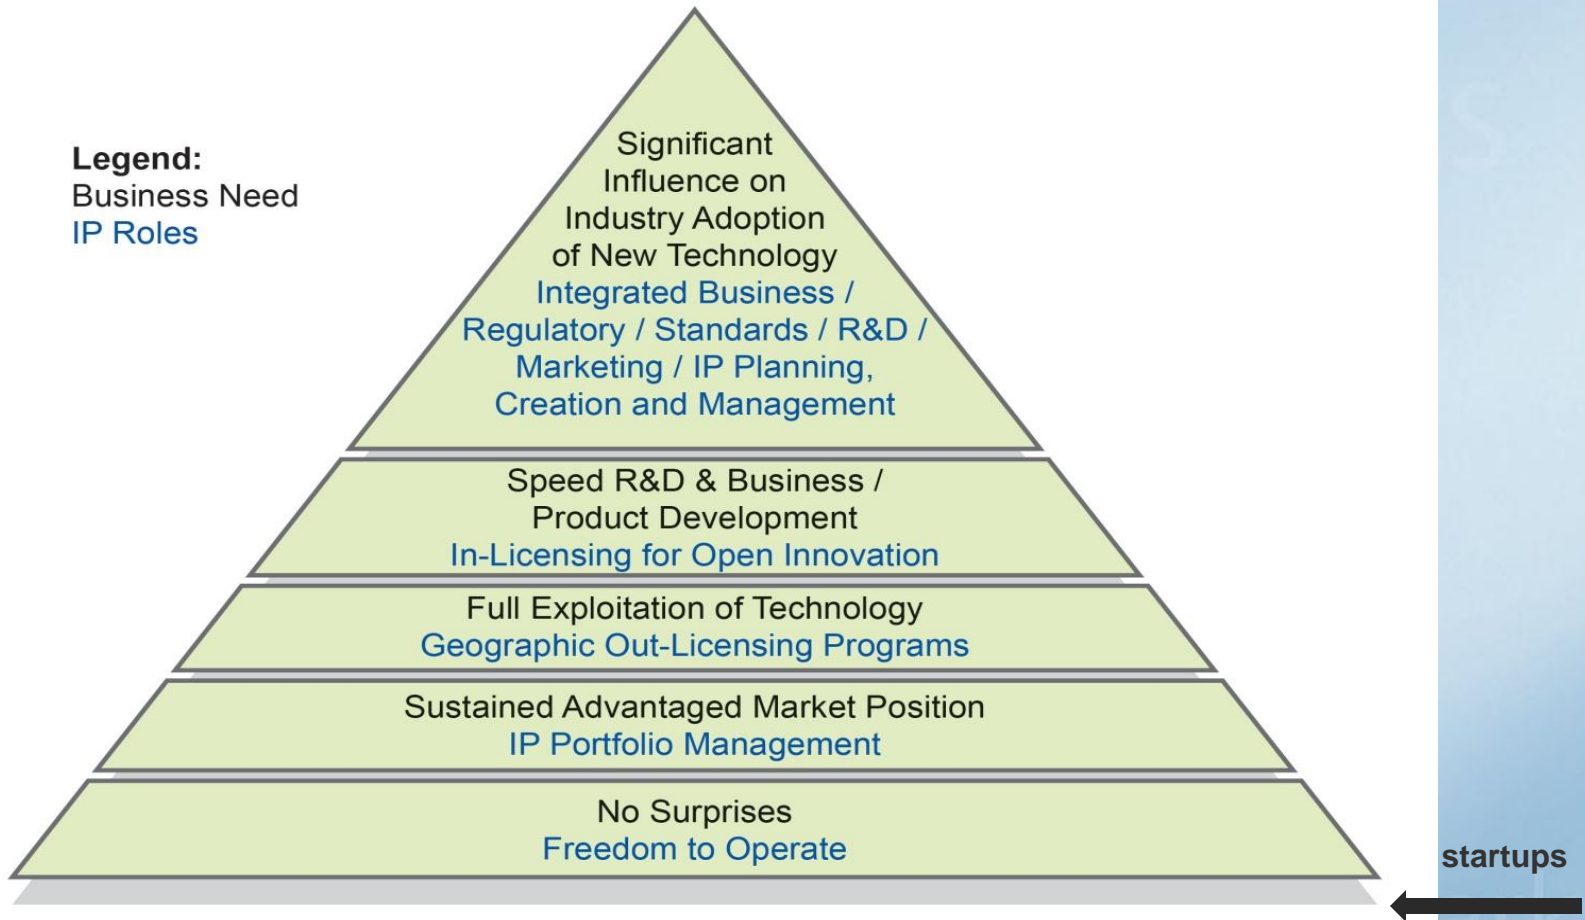 Legend:
Business Need
IP Roles
Significant
Influence on
Industry Adoption
of New Technology
Integrated Business /
Regulatory / Standards / R&D /
Marketing / IP Planning,
Creation and Management
Speed R&D & Business /
Product Development
In-Licensing for Open Innovation
Full Exploitation of Technology
Geographic Out-Licensing Programs
Sustained Advantaged Market Position
IP Portfolio Management
No Surprises
Freedom to Operate
startups